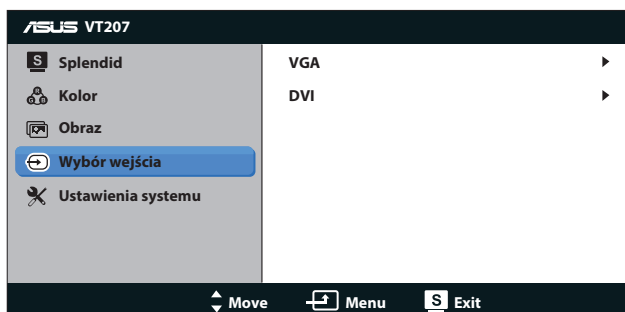 ASUS VT207
S Splendid
VGA
Kolor
DVI
Obraz
Wybór wejścia
Ustawienia systemu
Move Menu S Exit